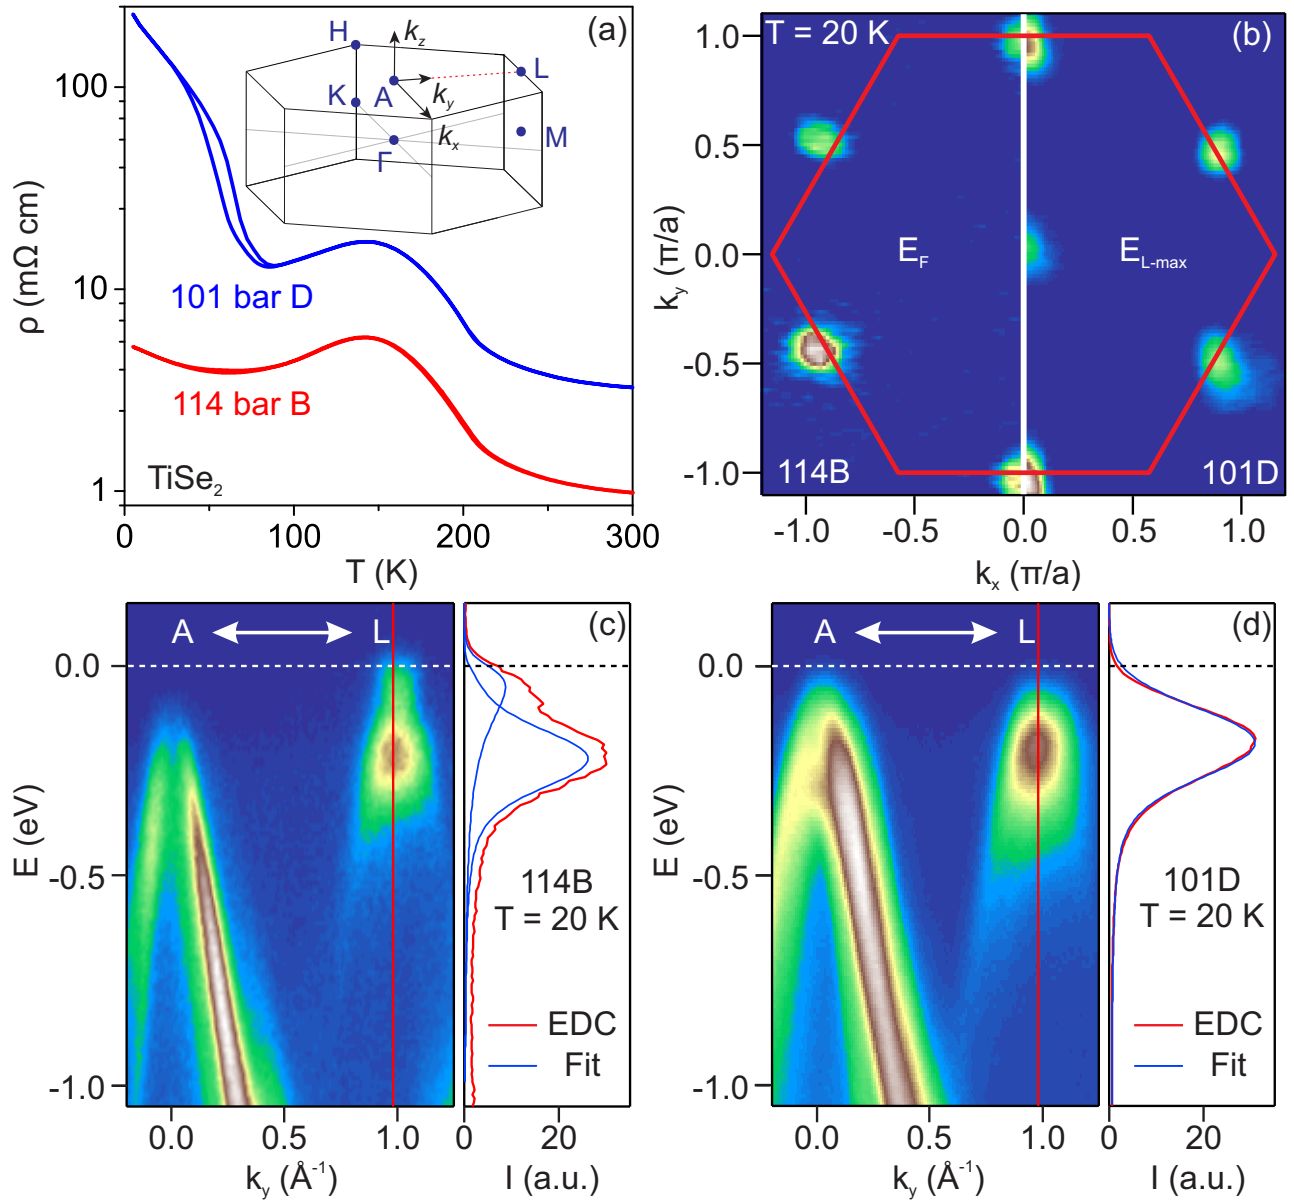 (a)
100
10
1
ρ (mΩ cm)
H
k_z
L
K
A
k_y
k_x
M
Γ
101 bar D
114 bar B
TiSe₂
0
100
200
300
T (K)
T = 20 K
(b)
1.0
0.5
0.0
-0.5
-1.0
k_y (π/a)
E_F
E_L-max
114B
101D
-1.0
-0.5
0.0
0.5
1.0
k_x (π/a)
A
L
(c)
0.0
-0.5
-1.0
E (eV)
114B
T = 20 K
EDC
Fit
0.0
0.5
1.0
k_y (Å⁻¹)
0
20
I (a.u.)
A
L
(d)
0.0
-0.5
-1.0
E (eV)
101D
T = 20 K
EDC
Fit
0.0
0.5
1.0
k_y (Å⁻¹)
0
20
I (a.u.)